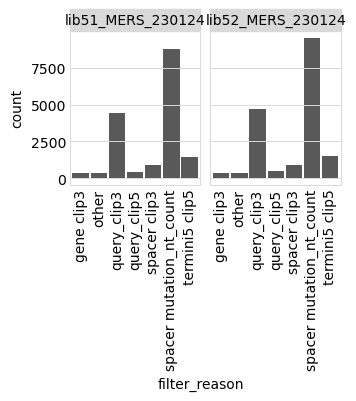 lib51_MERS_230124 lib52_MERS_230124
count
7500
5000
2500
0
gene clip3
other
query_clip3
query_clip5
spacer clip3
spacer mutation_nt_count
termini5 clip5
gene clip3
other
query_clip3
query_clip5
spacer clip3
spacer mutation_nt_count
termini5 clip5
filter_reason